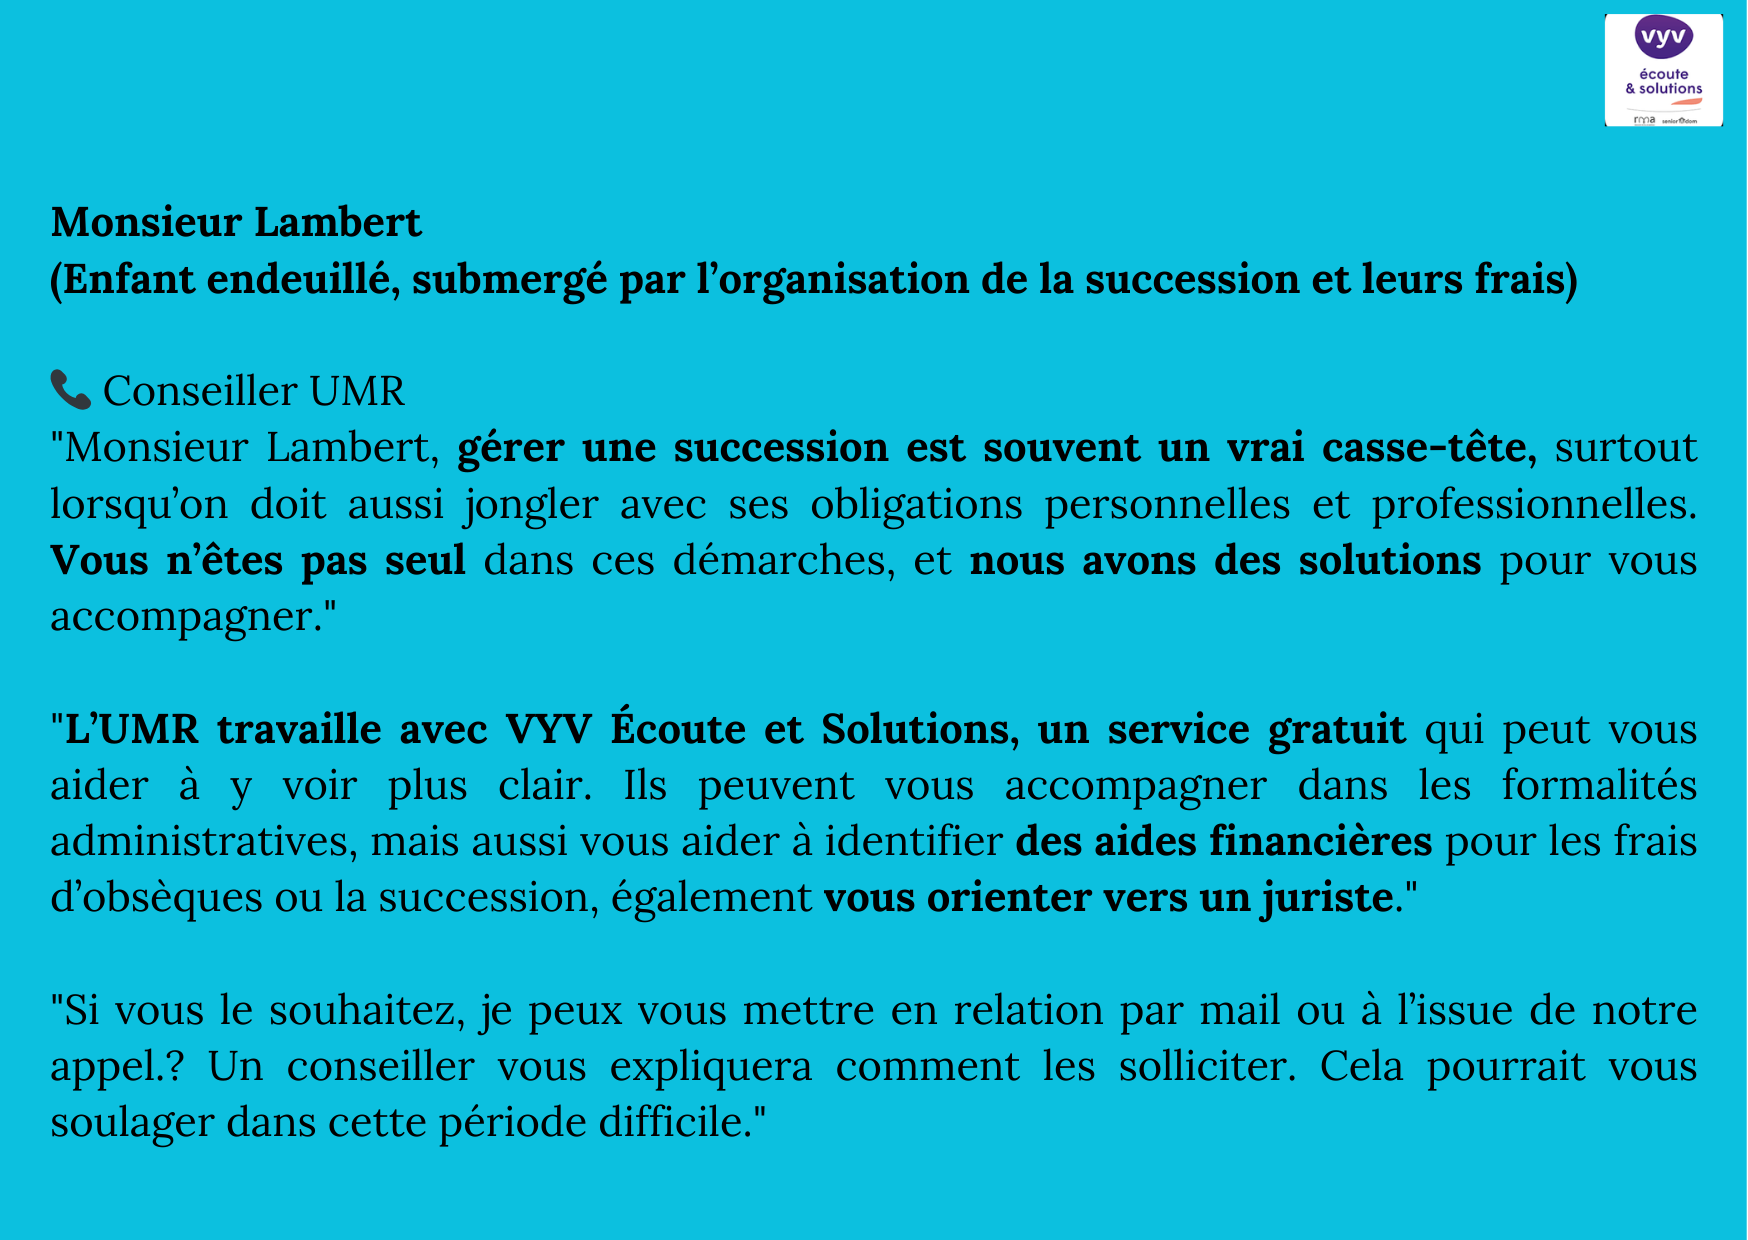 vyv
écoute
& solutions
rma senior@dom
Monsieur Lambert
(Enfant endeuillé, submergé par l’organisation de la succession et leurs frais)
📞 Conseiller UMR
"Monsieur Lambert, gérer une succession est souvent un vrai casse-tête, surtout
lorsqu’on doit aussi jongler avec ses obligations personnelles et professionnelles.
Vous n’êtes pas seul dans ces démarches, et nous avons des solutions pour vous
accompagner."
"L’UMR travaille avec VYV Écoute et Solutions, un service gratuit qui peut vous
aider à y voir plus clair. Ils peuvent vous accompagner dans les formalités
administratives, mais aussi vous aider à identifier des aides financières pour les frais
d’obsèques ou la succession, également vous orienter vers un juriste."
"Si vous le souhaitez, je peux vous mettre en relation par mail ou à l’issue de notre
appel.? Un conseiller vous expliquera comment les solliciter. Cela pourrait vous
soulager dans cette période difficile."